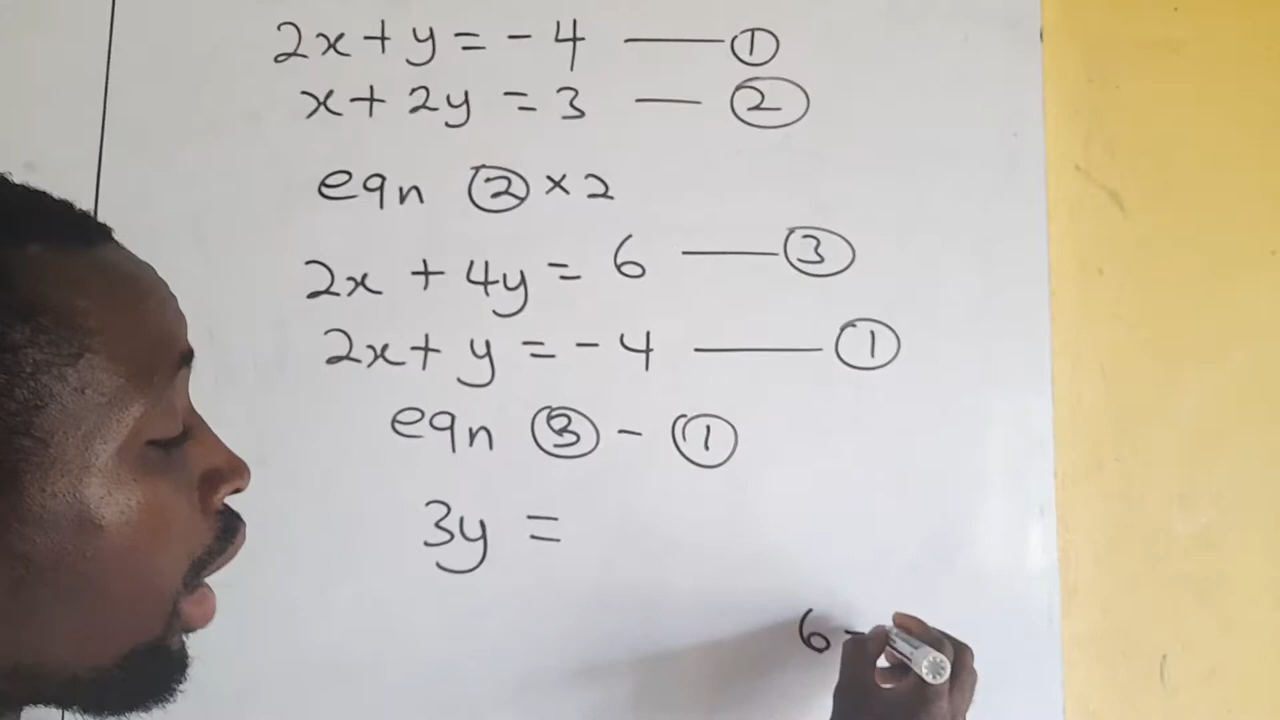 2x + y = - 4 —— ①
x + 2y = 3 — ②
eqn ② × 2
2x + 4y = 6 —— ③
2x + y = - 4 —— ①
eqn ③ - ①
3y =
6 -